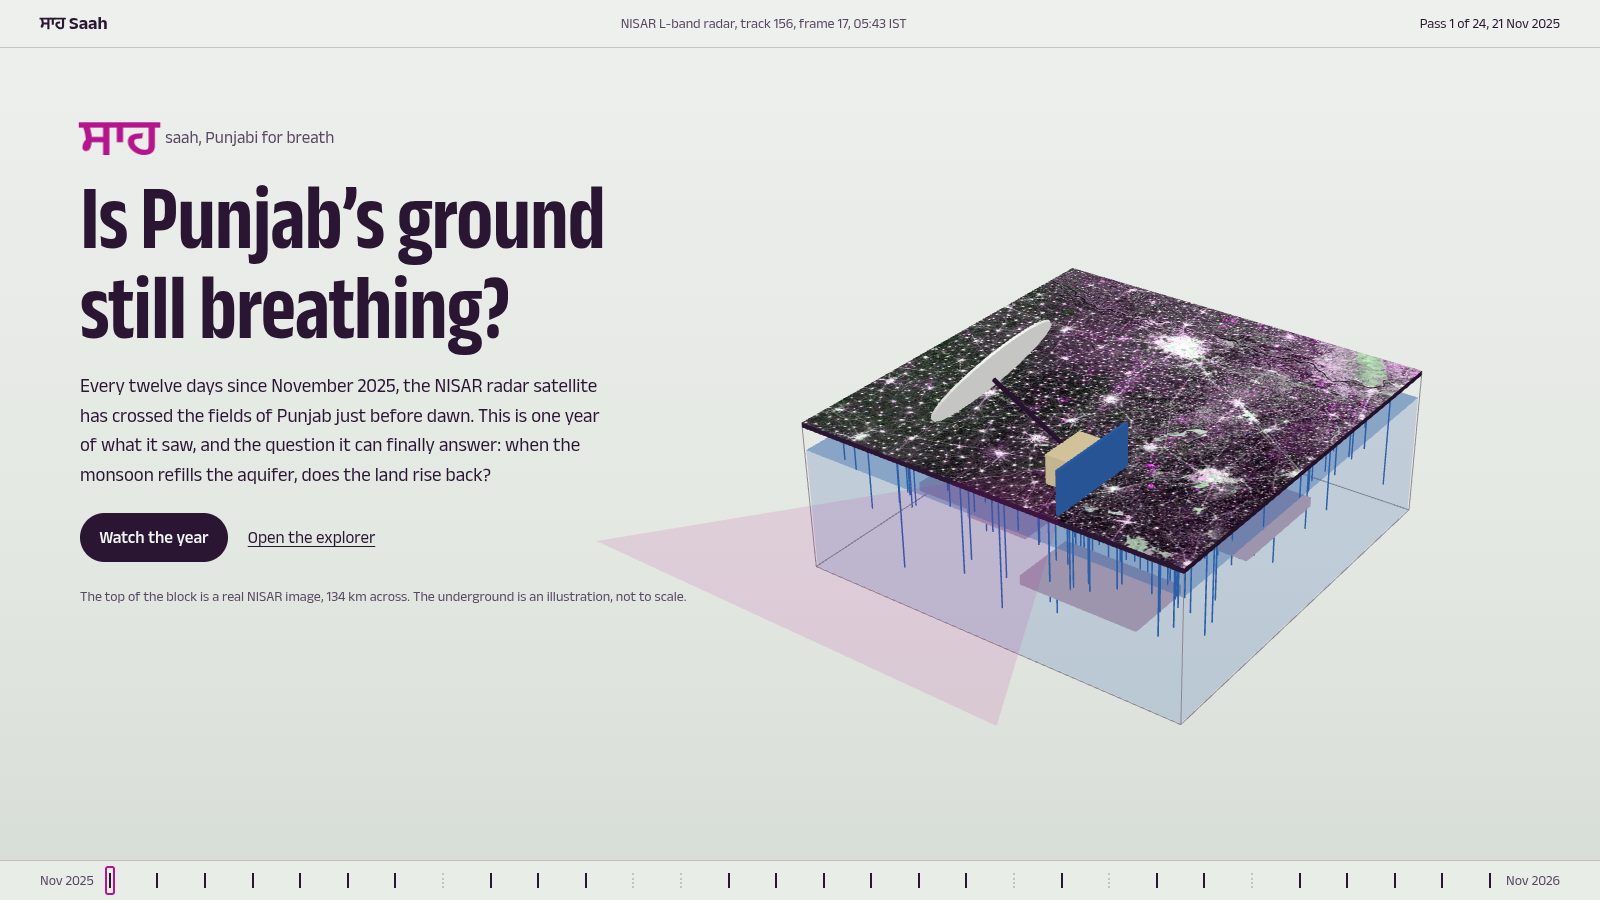 ਸਾਹ Saah
NISAR L-band radar, track 156, frame 17, 05:43 IST
Pass 1 of 24, 21 Nov 2025
ਸਾਹ saah, Punjabi for breath
Is Punjab’s ground
still breathing?
Every twelve days since November 2025, the NISAR radar satellite
has crossed the fields of Punjab just before dawn. This is one year
of what it saw, and the question it can finally answer: when the
monsoon refills the aquifer, does the land rise back?
Watch the year
Open the explorer
The top of the block is a real NISAR image, 134 km across. The underground is an illustration, not to scale.
Nov 2025
Nov 2026